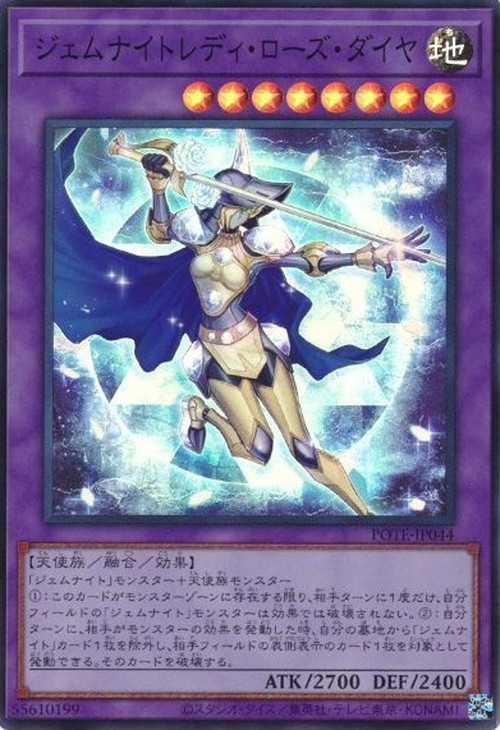 ジェムナイトレディ・ローズ・ダイヤ 地
POTE-JP044
【天使族／融合／効果】
「ジェムナイト」モンスター＋天使族モンスター
①：このカードがモンスターゾーンに存在する限り、相手ターンに1度だけ、自分
フィールドの「ジェムナイト」モンスターは効果では破壊されない。②：自分
ターンに、相手がモンスターの効果を発動した時、自分の墓地から「ジェムナイ
ト」カード1枚を除外し、相手フィールドの表側表示のカード1枚を対象として
発動できる。そのカードを破壊する。
ATK/2700 DEF/2400
55610199 ©スタジオ・ダイス／集英社・テレビ東京・KONAMI